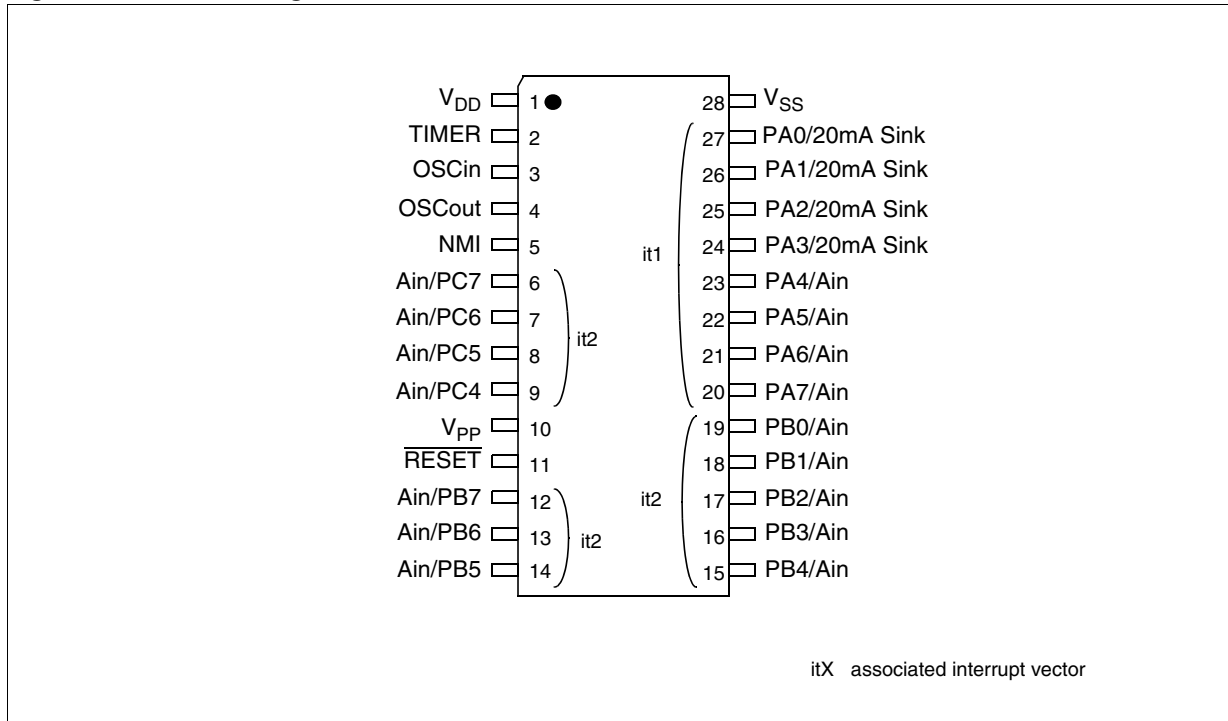 V_DD 1 28 V_SS
TIMER 2 27 PA0/20mA Sink
OSCin 3 26 PA1/20mA Sink
OSCout 4 25 PA2/20mA Sink
NMI 5 it1 24 PA3/20mA Sink
Ain/PC7 6 23 PA4/Ain
Ain/PC6 7 it2 22 PA5/Ain
Ain/PC5 8 21 PA6/Ain
Ain/PC4 9 20 PA7/Ain
V_PP 10 19 PB0/Ain
RESET 11 18 PB1/Ain
Ain/PB7 12 it2 17 PB2/Ain
Ain/PB6 13 it2 16 PB3/Ain
Ain/PB5 14 15 PB4/Ain
itX associated interrupt vector